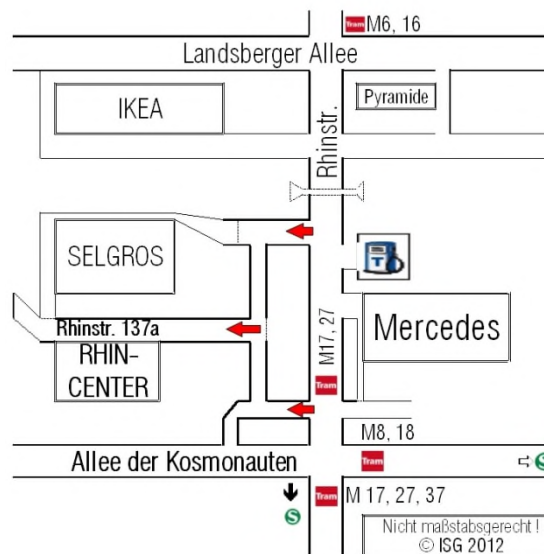 Tram M6, 16
Landsberger Allee
IKEA
Pyramide
Rhinstr.
SELGROS
T
Rhinstr. 137a
M17, 27
Mercedes
RHIN-
CENTER
Tram
M8, 18
Allee der Kosmonauten
Tram
S
Tram M 17, 27, 37
S
Nicht maßstabsgerecht !
© ISG 2012